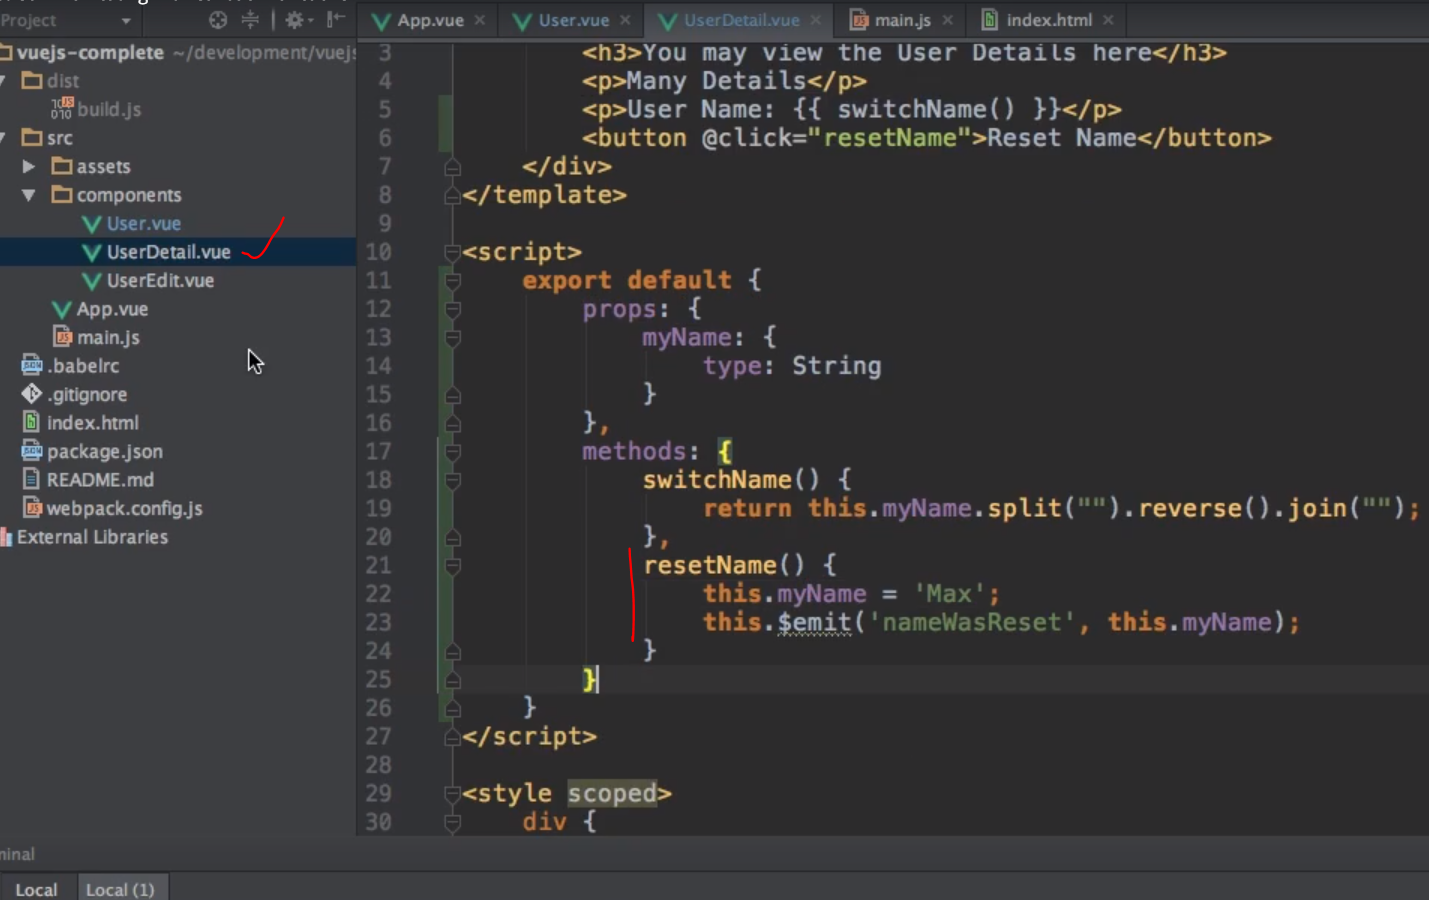 Project
App.vue
User.vue
UserDetail.vue
main.js
index.html
vuejs-complete ~/development/vuejs
dist
build.js
src
assets
components
User.vue
UserDetail.vue
UserEdit.vue
App.vue
main.js
.babelrc
.gitignore
index.html
package.json
README.md
webpack.config.js
External Libraries
3 <h3>You may view the User Details here</h3>
4 <p>Many Details</p>
5 <p>User Name: {{ switchName() }}</p>
6 <button @click="resetName">Reset Name</button>
7 </div>
8 </template>
9
10 <script>
11 export default {
12 props: {
13 myName: {
14 type: String
15 }
16 },
17 methods: {
18 switchName() {
19 return this.myName.split("").reverse().join("");
20 },
21 resetName() {
22 this.myName = 'Max';
23 this.$emit('nameWasReset', this.myName);
24 }
25 }
26 }
27 </script>
28
29 <style scoped>
30 div {
minal
Local
Local (1)